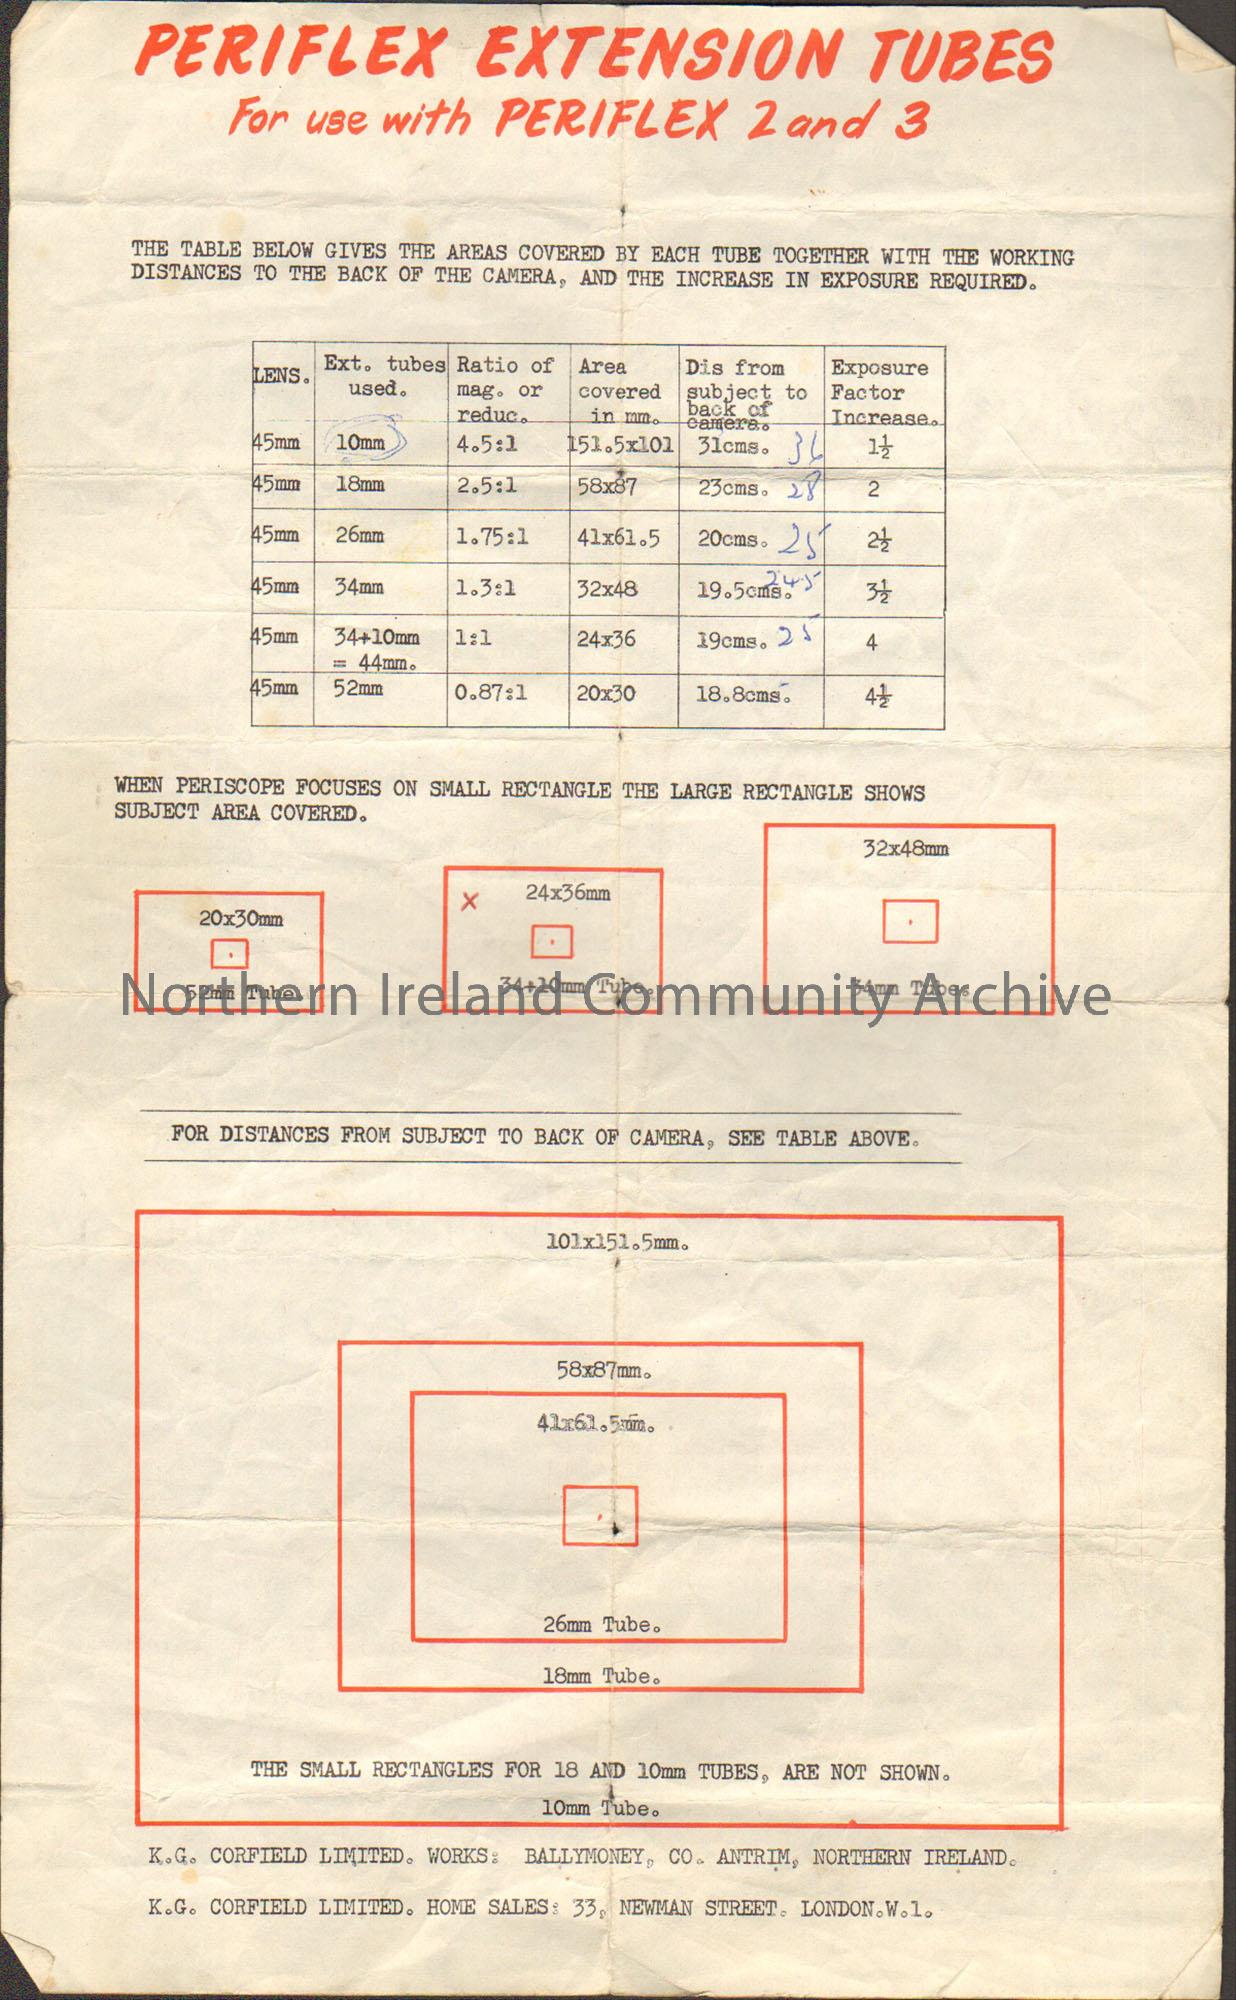 PERIFLEX EXTENSION TUBES
For use with PERIFLEX 2 and 3
THE TABLE BELOW GIVES THE AREAS COVERED BY EACH TUBE TOGETHER WITH THE WORKING
DISTANCES TO THE BACK OF THE CAMERA, AND THE INCREASE IN EXPOSURE REQUIRED.
LENS. Ext. tubes used. Ratio of mag. or reduc. Area covered in mm. Dis from subject to back of camera. Exposure Factor Increase.
45mm 10mm 4.5:1 151.5x101 31cms. 36 1½
45mm 18mm 2.5:1 58x87 23cms. 28 2
45mm 26mm 1.75:1 41x61.5 20cms. 25 2½
45mm 34mm 1.3:1 32x48 19.5cms. 24.5 3½
45mm 34+10mm = 44mm. 1:1 24x36 19cms. 25 4
45mm 52mm 0.87:1 20x30 18.8cms. 4½
WHEN PERISCOPE FOCUSES ON SMALL RECTANGLE THE LARGE RECTANGLE SHOWS
SUBJECT AREA COVERED.
20x30mm
52mm Tube.
x 24x36mm
34+10mm Tube.
32x48mm
34mm Tube.
Northern Ireland Community Archive
FOR DISTANCES FROM SUBJECT TO BACK OF CAMERA, SEE TABLE ABOVE.
101x151.5mm.
58x87mm.
41x61.5mm.
26mm Tube.
18mm Tube.
THE SMALL RECTANGLES FOR 18 AND 10mm TUBES, ARE NOT SHOWN.
10mm Tube.
K.G. CORFIELD LIMITED. WORKS: BALLYMONEY, CO. ANTRIM, NORTHERN IRELAND.
K.G. CORFIELD LIMITED. HOME SALES: 33, NEWMAN STREET. LONDON.W.1.